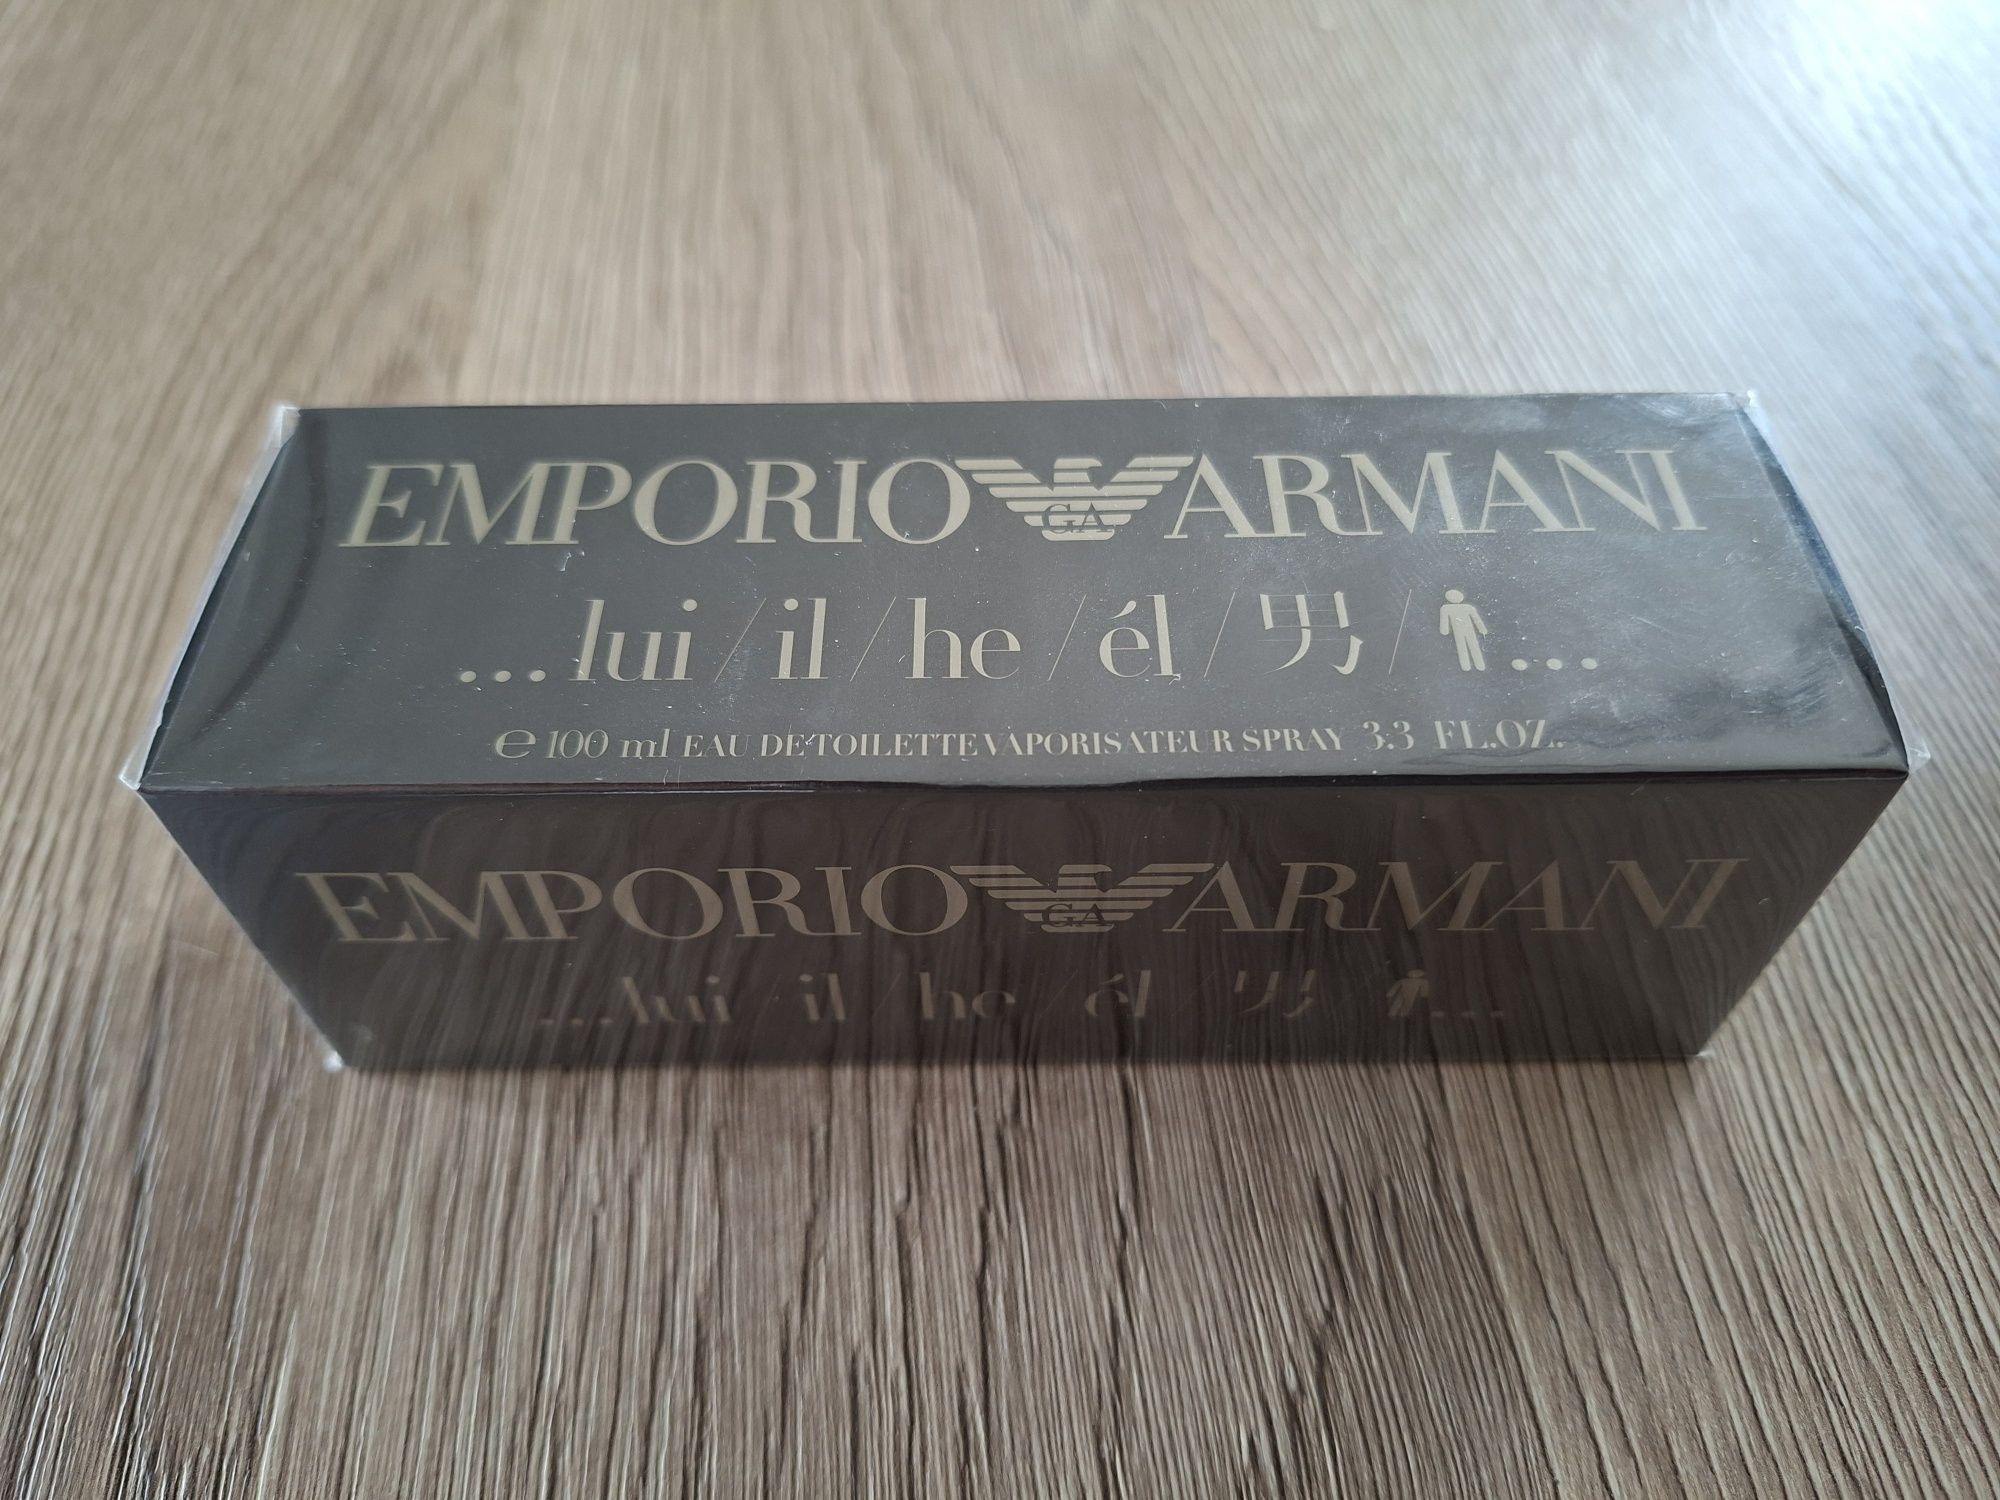 EMPORIO GA ARMANI
...lui / il / he / él / 男 / ...
℮ 100 ml EAU DE TOILETTE VAPORISATEUR SPRAY 3.3 FL.OZ.
EMPORIO GA ARMANI
...lui / il / he / él / 男 / ...